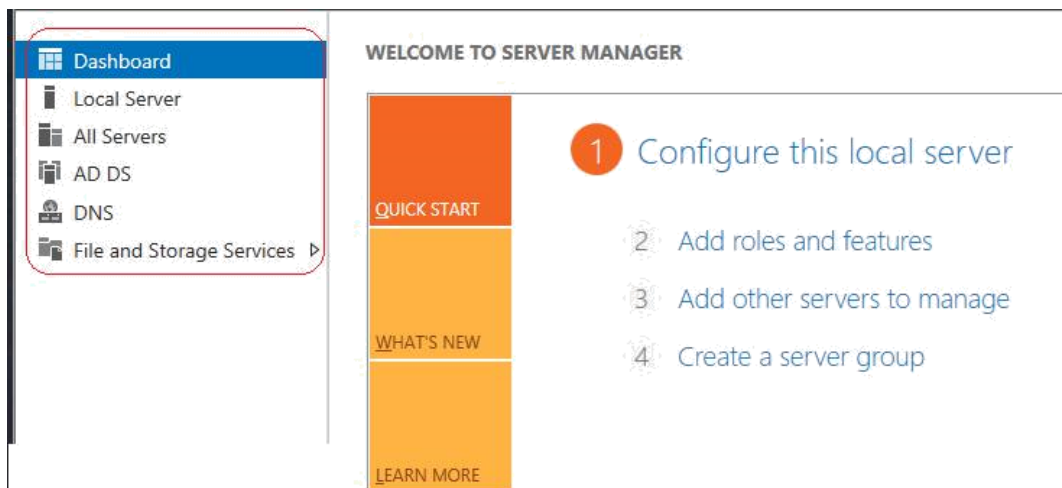 Dashboard
Local Server
All Servers
AD DS
DNS
File and Storage Services
WELCOME TO SERVER MANAGER
QUICK START
WHAT'S NEW
LEARN MORE
1 Configure this local server
2 Add roles and features
3 Add other servers to manage
4 Create a server group